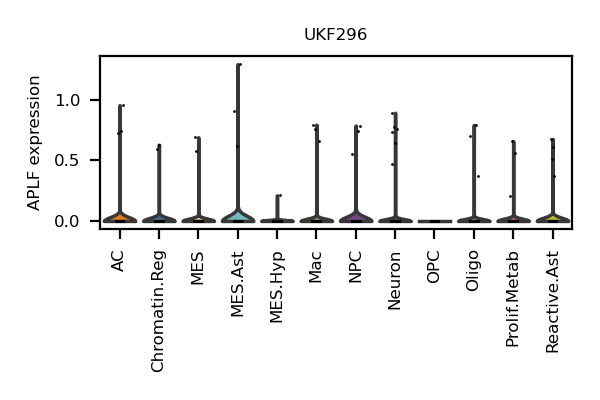 UKF296
APLF expression
1.0
0.5
0.0
AC
Chromatin.Reg
MES
MES.Ast
MES.Hyp
Mac
NPC
Neuron
OPC
Oligo
Prolif.Metab
Reactive.Ast